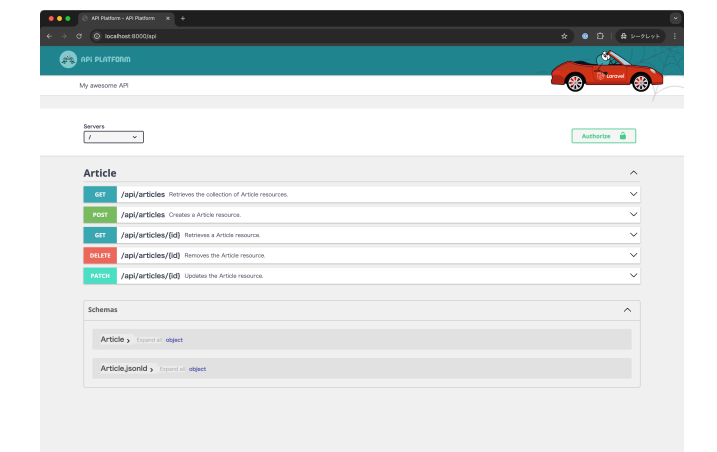 API Platform - API Platform
localhost:8000/api
シークレット
API PLATFORM
Laravel
My awesome API
Servers
/
Authorize
Article
GET /api/articles Retrieves the collection of Article resources.
POST /api/articles Creates a Article resource.
GET /api/articles/{id} Retrieves a Article resource.
DELETE /api/articles/{id} Removes the Article resource.
PATCH /api/articles/{id} Updates the Article resource.
Schemas
Article Expand all object
Article.jsonld Expand all object